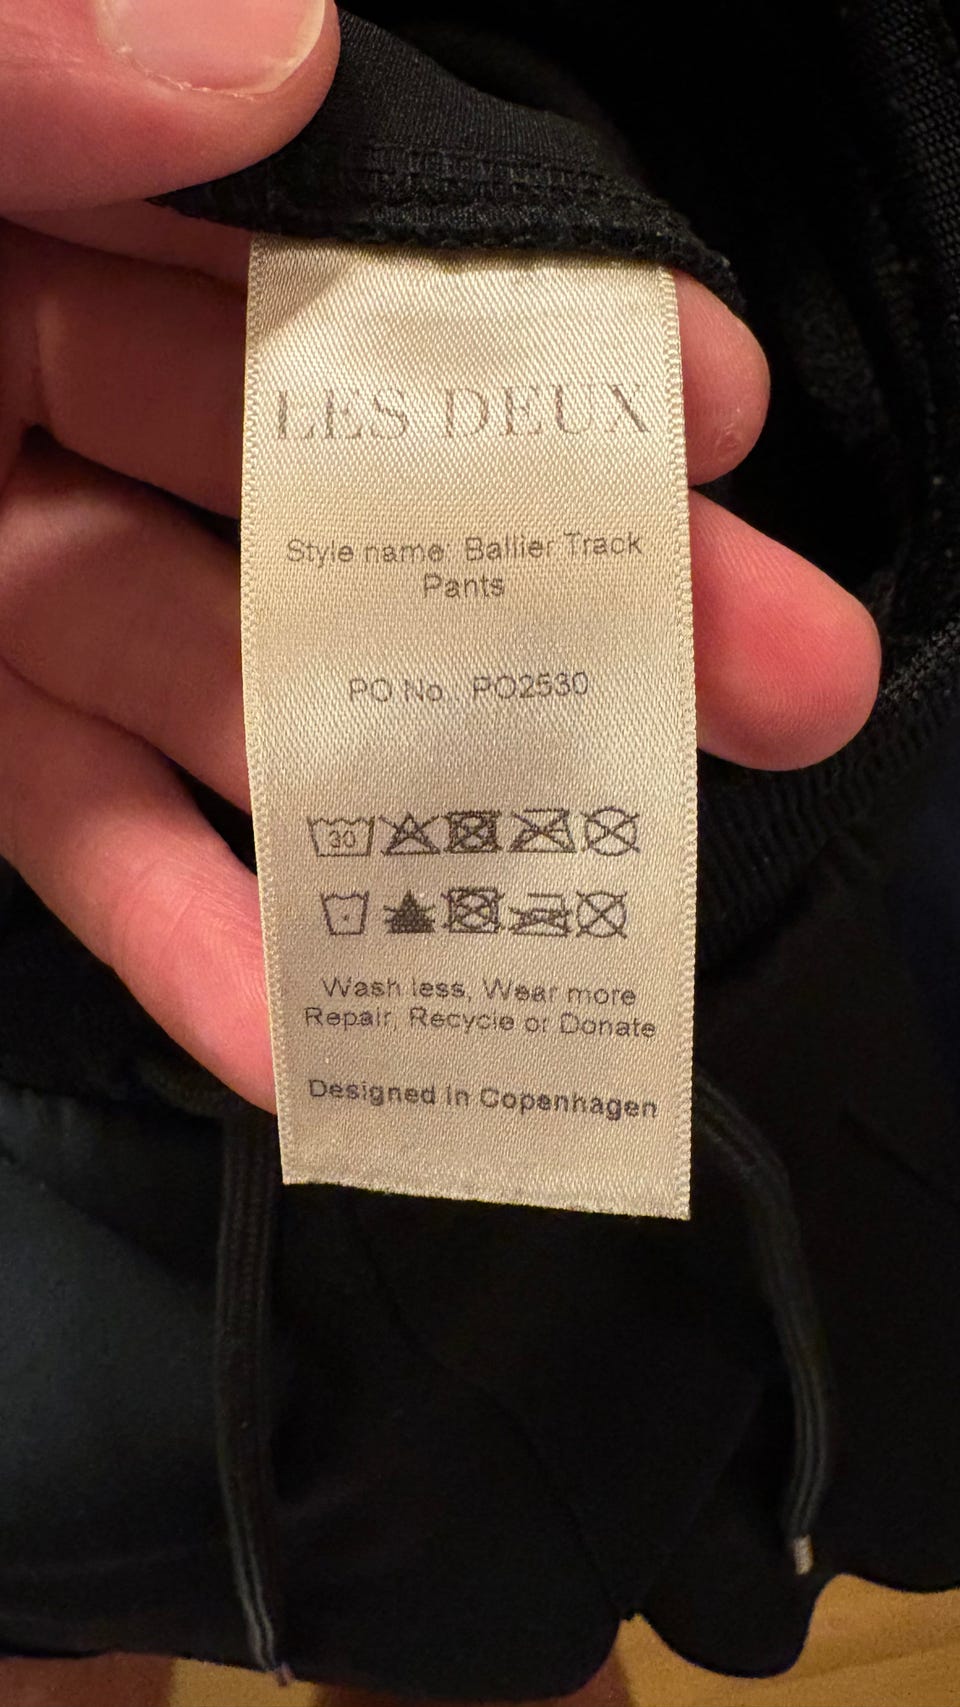 LES DEUX
Style name: Ballier Track
Pants
PO No.: PO2530
30
Wash less, Wear more
Repair, Recycle or Donate
Designed in Copenhagen